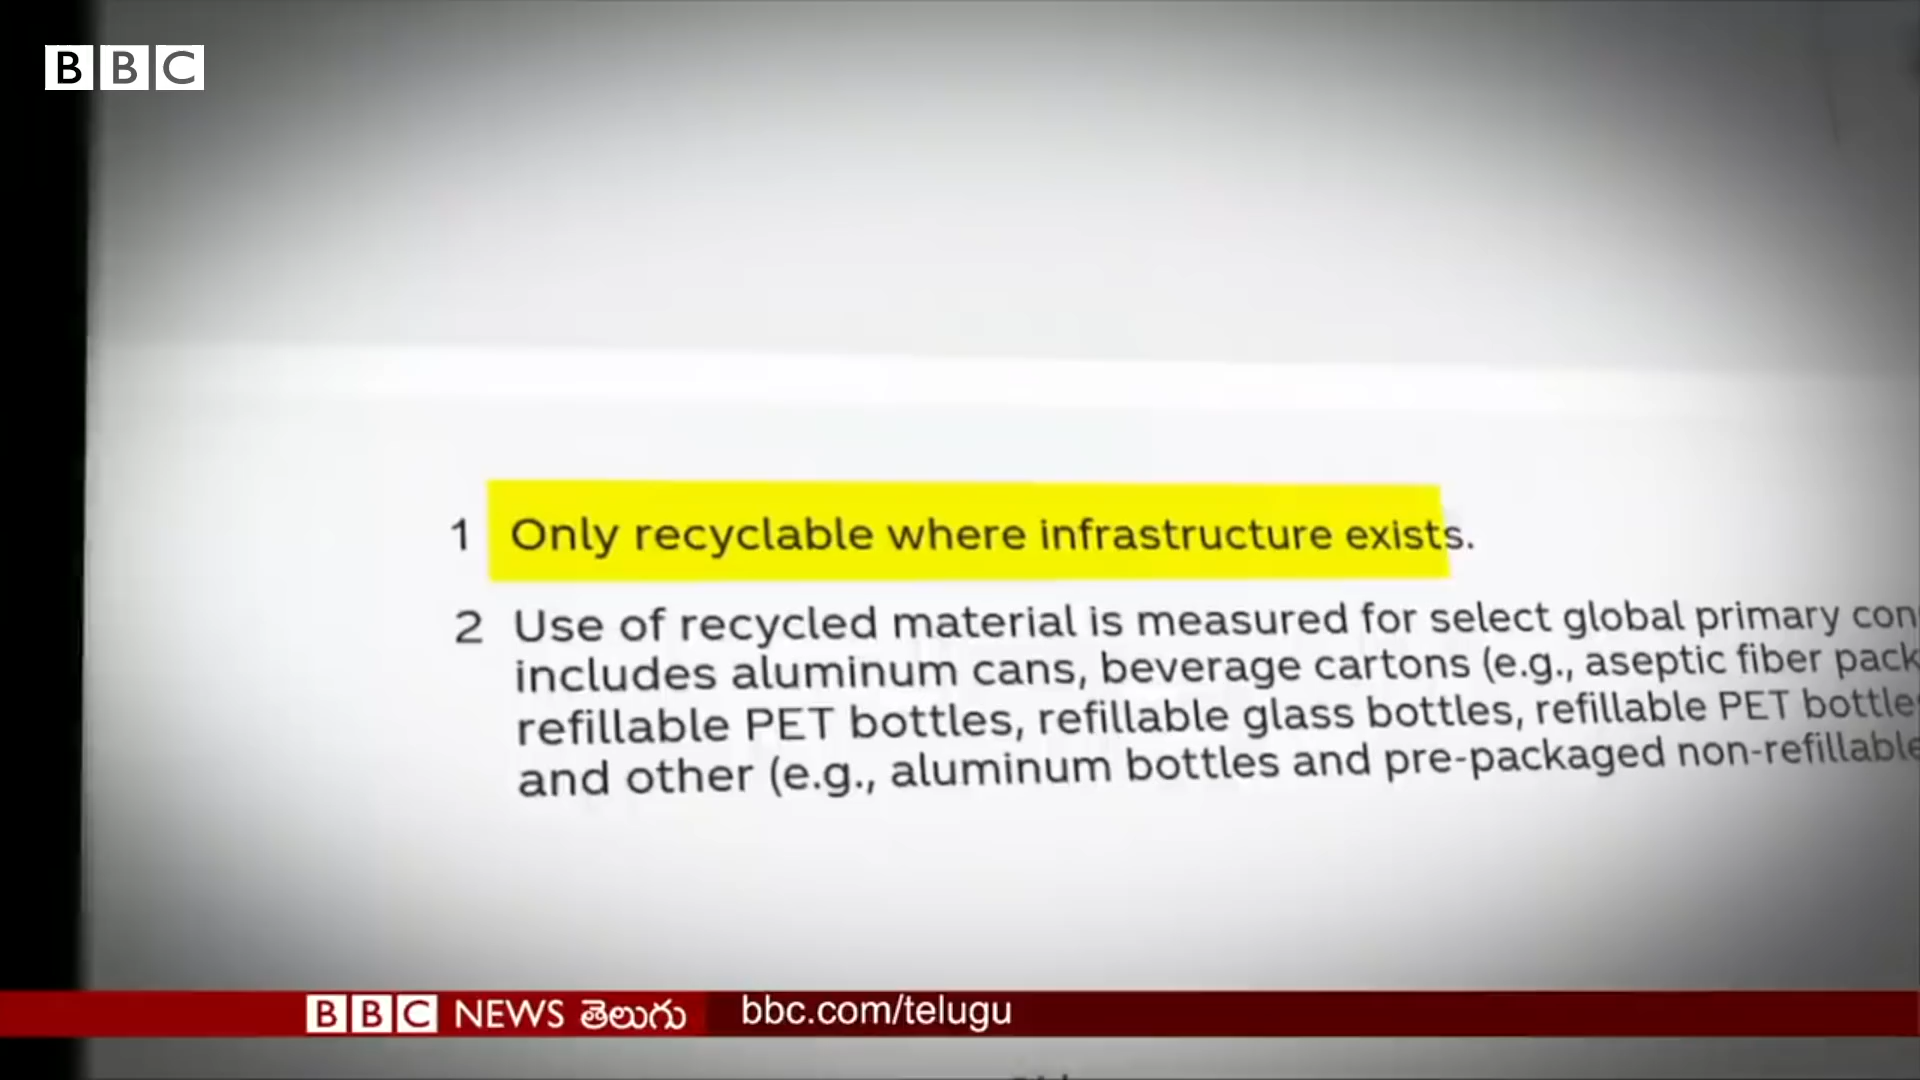 BBC
1 Only recyclable where infrastructure exists.
2 Use of recycled material is measured for select global primary
includes aluminum cans, beverage cartons (e.g., aseptic fiber
refillable PET bottles, refillable glass bottles, refillable PET
and other (e.g., aluminum bottles and pre-packaged non-refillable
BBC NEWS తెలుగు bbc.com/telugu